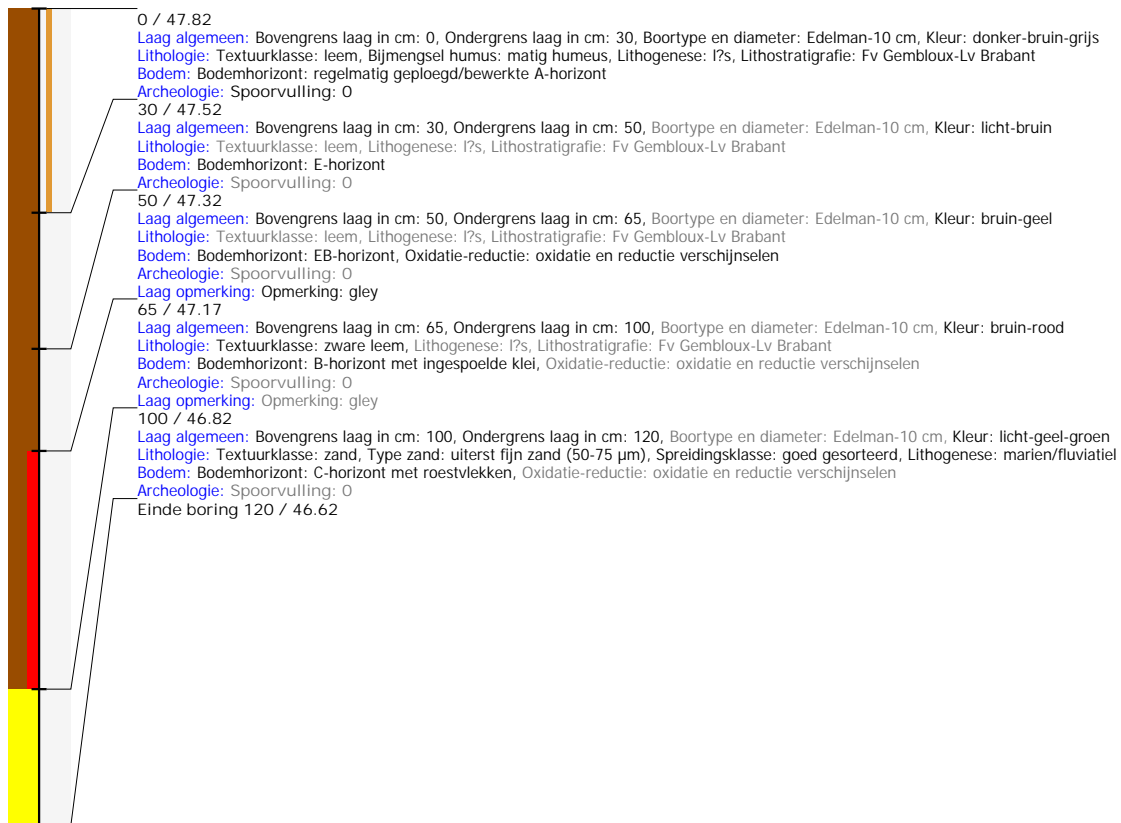 0 / 47.82
Laag algemeen: Bovengrens laag in cm: 0, Ondergrens laag in cm: 30, Boortype en diameter: Edelman-10 cm, Kleur: donker-bruin-grijs
Lithologie: Textuurklasse: leem, Bijmengsel humus: matig humeus, Lithogenese: l?s, Lithostratigrafie: Fv Gembloux-Lv Brabant
Bodem: Bodemhorizont: regelmatig geploegd/bewerkte A-horizont
Archeologie: Spoorvulling: 0
30 / 47.52
Laag algemeen: Bovengrens laag in cm: 30, Ondergrens laag in cm: 50, Boortype en diameter: Edelman-10 cm, Kleur: licht-bruin
Lithologie: Textuurklasse: leem, Lithogenese: l?s, Lithostratigrafie: Fv Gembloux-Lv Brabant
Bodem: Bodemhorizont: E-horizont
Archeologie: Spoorvulling: 0
50 / 47.32
Laag algemeen: Bovengrens laag in cm: 50, Ondergrens laag in cm: 65, Boortype en diameter: Edelman-10 cm, Kleur: bruin-geel
Lithologie: Textuurklasse: leem, Lithogenese: l?s, Lithostratigrafie: Fv Gembloux-Lv Brabant
Bodem: Bodemhorizont: EB-horizont, Oxidatie-reductie: oxidatie en reductie verschijnselen
Archeologie: Spoorvulling: 0
Laag opmerking: Opmerking: gley
65 / 47.17
Laag algemeen: Bovengrens laag in cm: 65, Ondergrens laag in cm: 100, Boortype en diameter: Edelman-10 cm, Kleur: bruin-rood
Lithologie: Textuurklasse: zware leem, Lithogenese: l?s, Lithostratigrafie: Fv Gembloux-Lv Brabant
Bodem: Bodemhorizont: B-horizont met ingespoelde klei, Oxidatie-reductie: oxidatie en reductie verschijnselen
Archeologie: Spoorvulling: 0
Laag opmerking: Opmerking: gley
100 / 46.82
Laag algemeen: Bovengrens laag in cm: 100, Ondergrens laag in cm: 120, Boortype en diameter: Edelman-10 cm, Kleur: licht-geel-groen
Lithologie: Textuurklasse: zand, Type zand: uiterst fijn zand (50-75 µm), Spreidingsklasse: goed gesorteerd, Lithogenese: marien/fluviatiel
Bodem: Bodemhorizont: C-horizont met roestvlekken, Oxidatie-reductie: oxidatie en reductie verschijnselen
Archeologie: Spoorvulling: 0
Einde boring 120 / 46.62